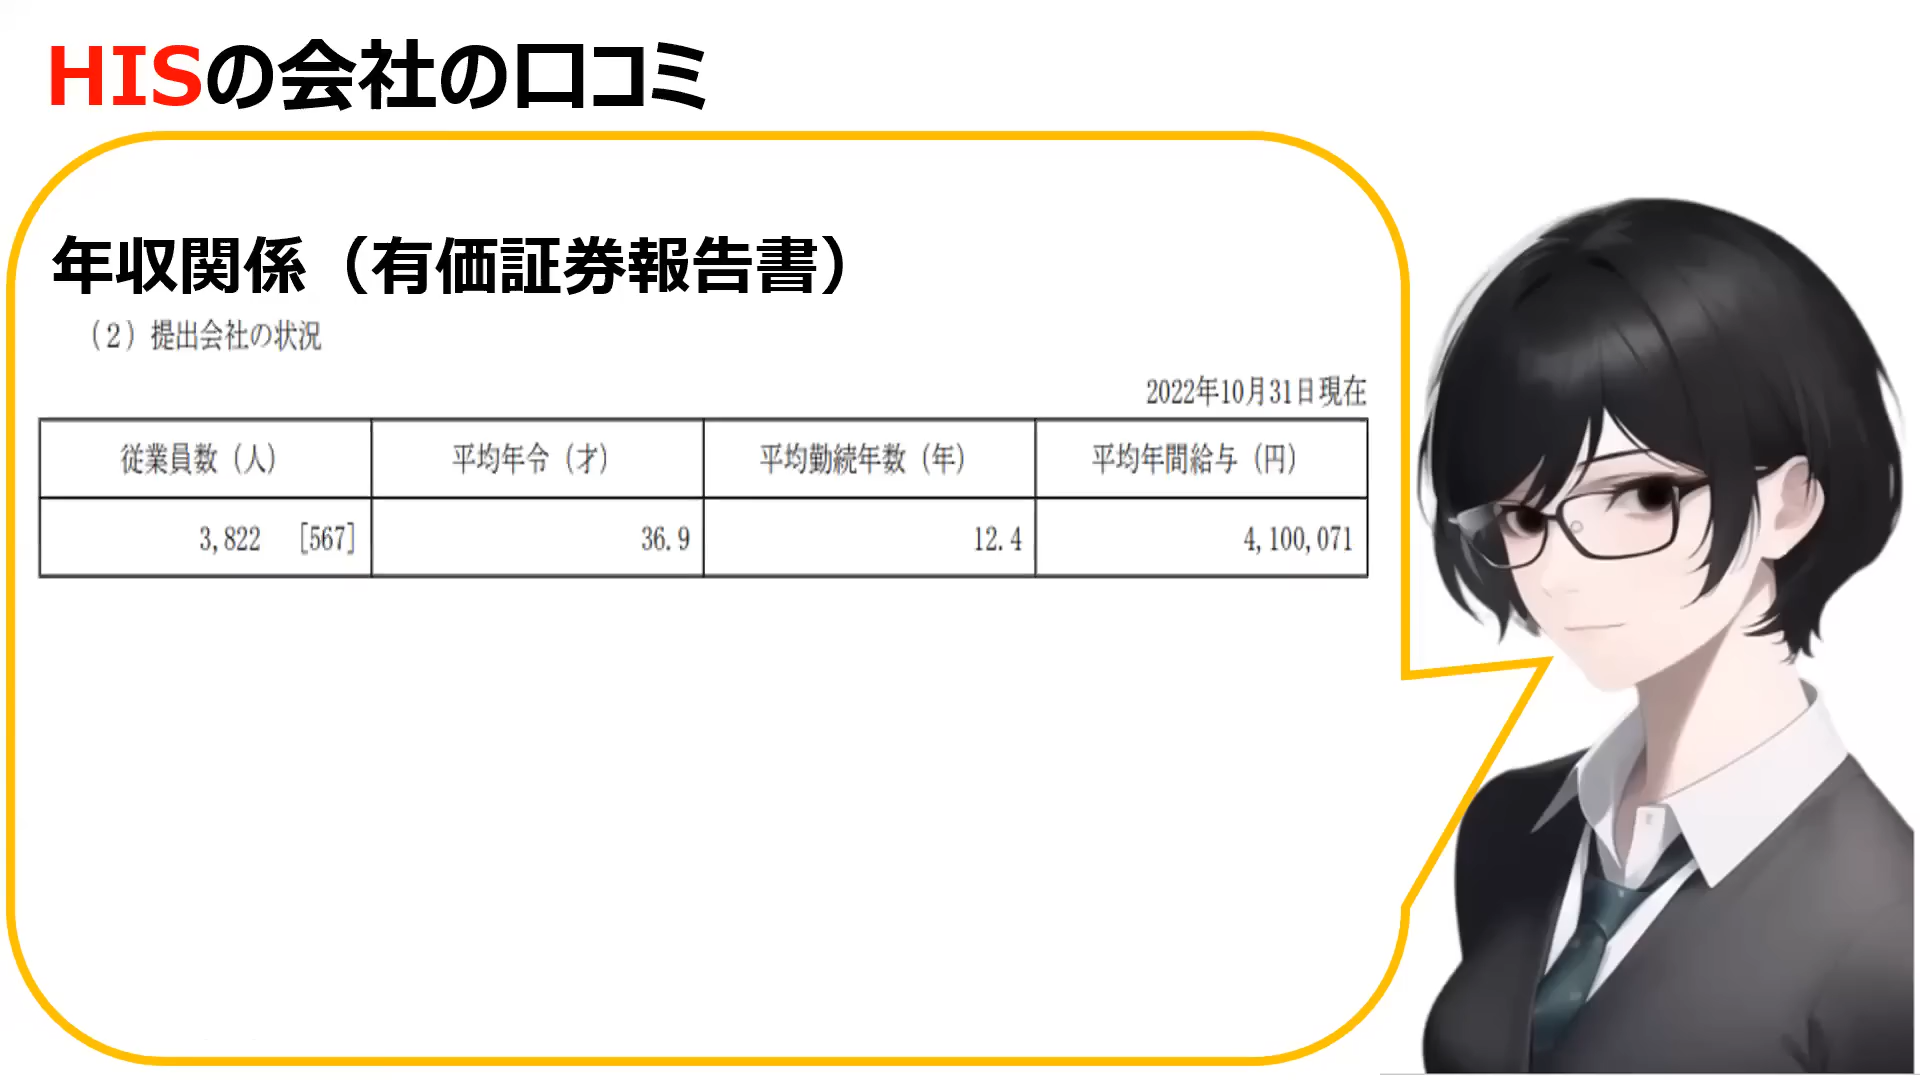 HISの会社の口コミ
年収関係（有価証券報告書）
（２）提出会社の状況
2022年10月31日現在
従業員数（人） 平均年令（才） 平均勤続年数（年） 平均年間給与（円）
3,822 [567] 36.9 12.4 4,100,071